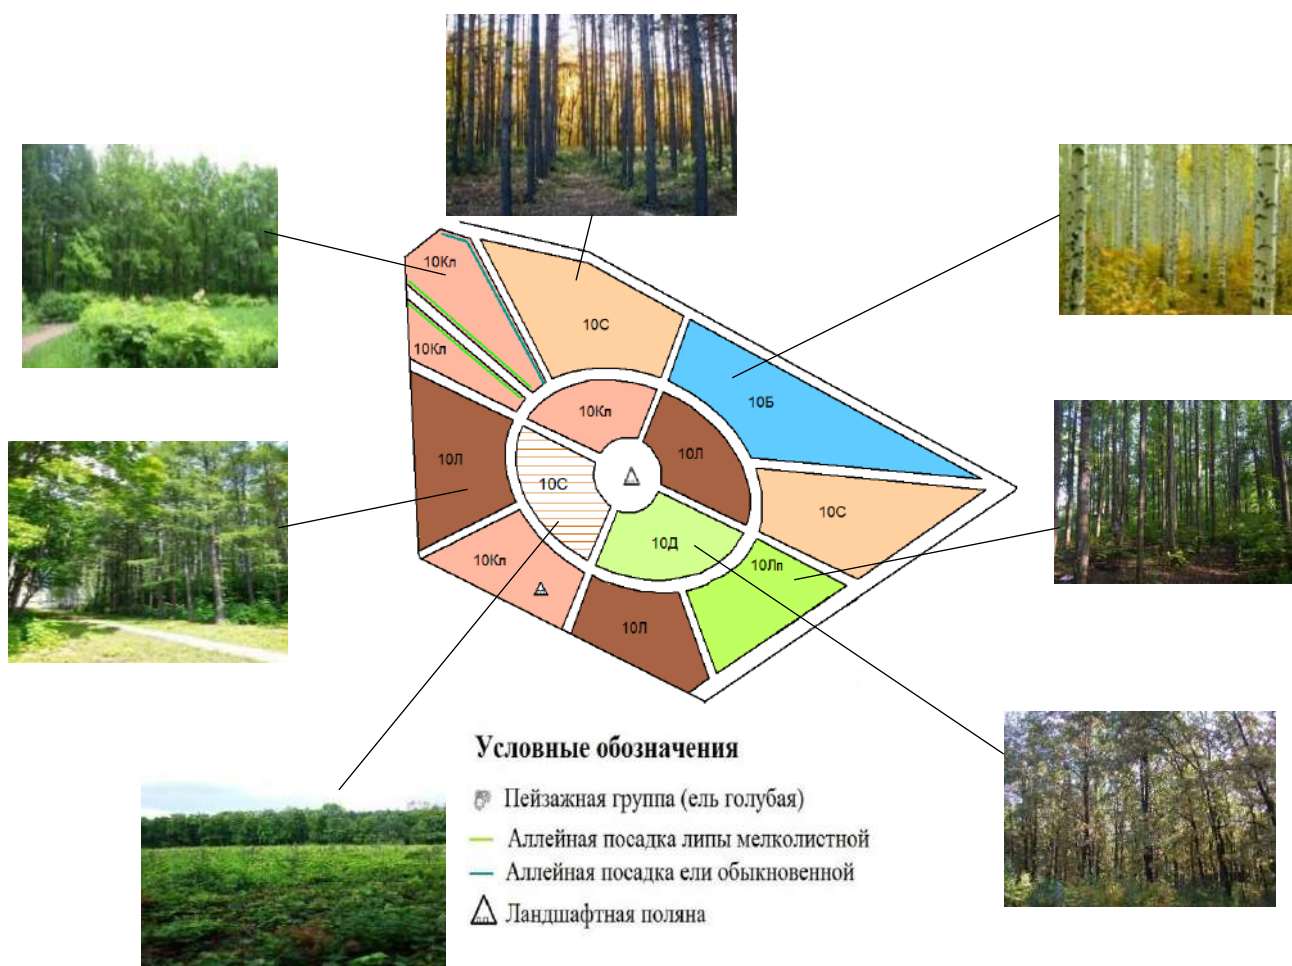 10Кл
10С
10Кл
10Б
10Кл
10Л
10Л
10С
10С
10Д
10Кл
10Лп
10Л
Условные обозначения
Пейзажная группа (ель голубая)
Аллейная посадка липы мелколистной
Аллейная посадка ели обыкновенной
Ландшафтная поляна